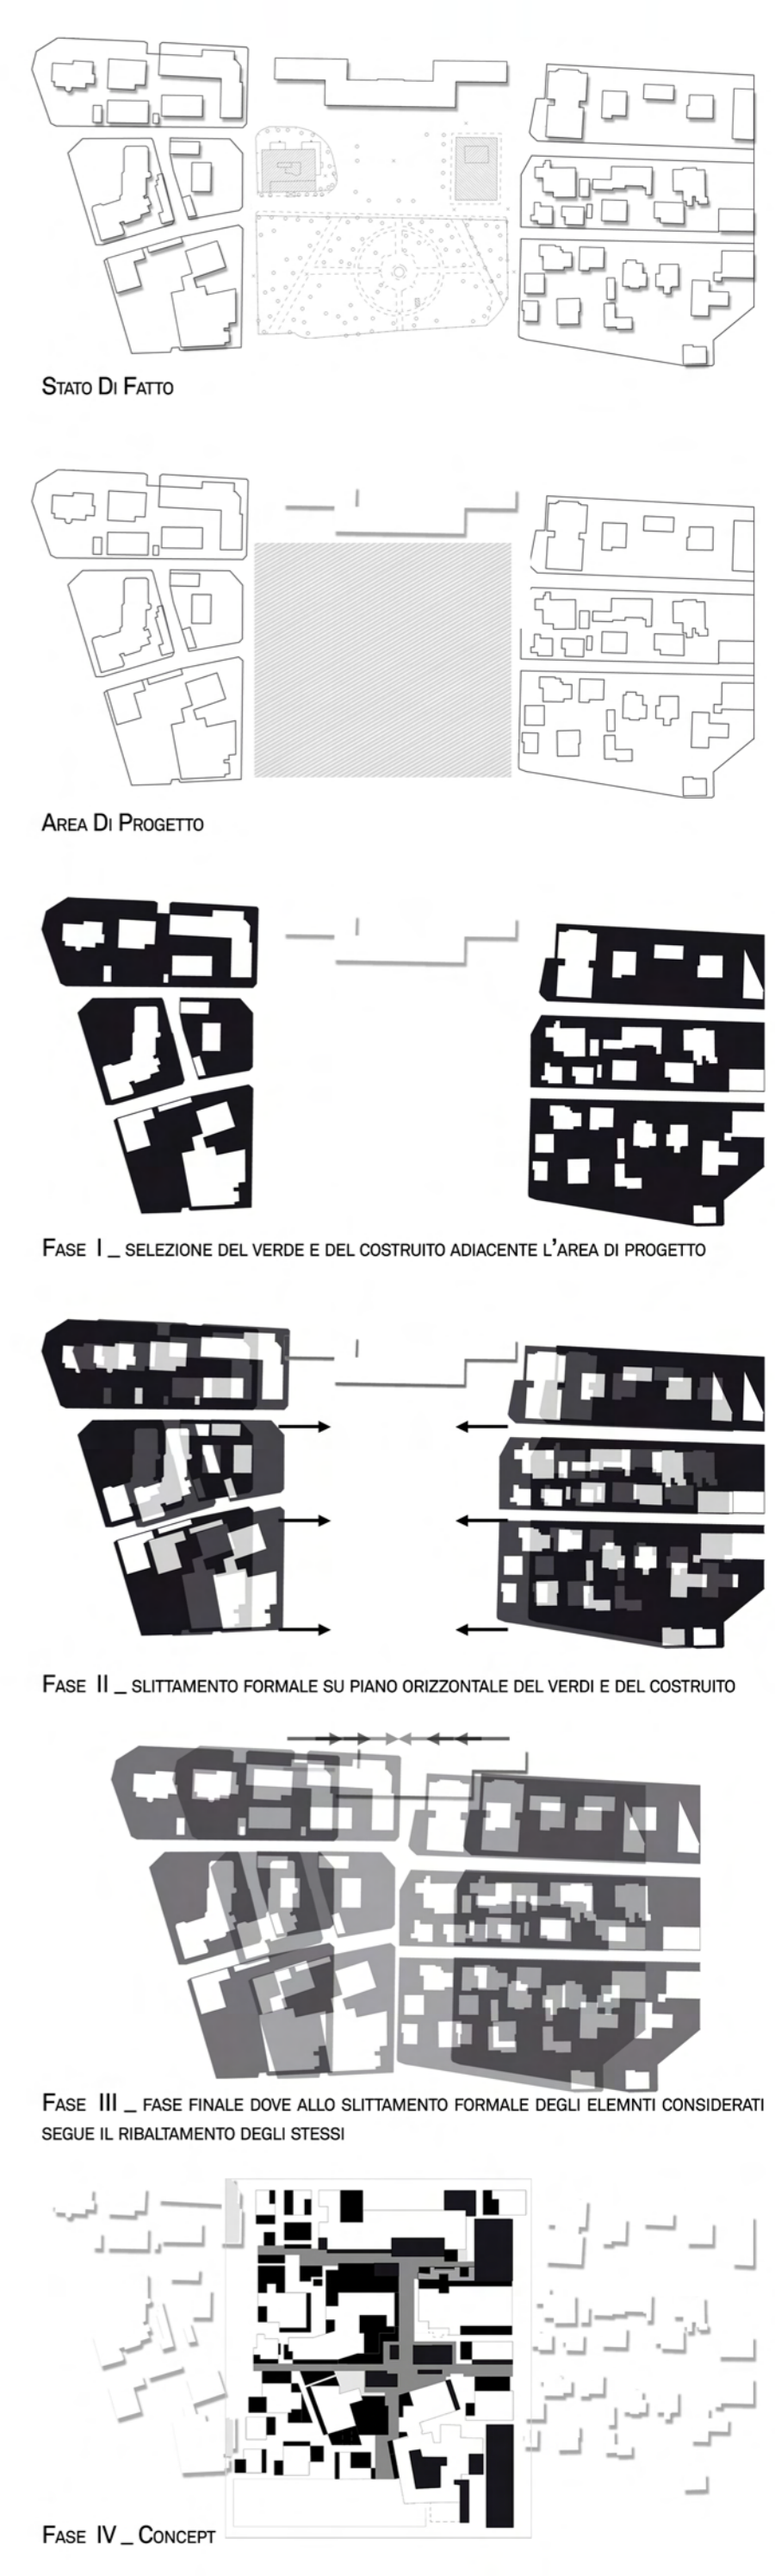 Stato Di Fatto
Area Di Progetto
Fase I _ selezione del verde e del costruito adiacente l'area di progetto
Fase II _ slittamento formale su piano orizzontale del verdi e del costruito
Fase III _ fase finale dove allo slittamento formale degli elemnti considerati
segue il ribaltamento degli stessi
Fase IV _ Concept